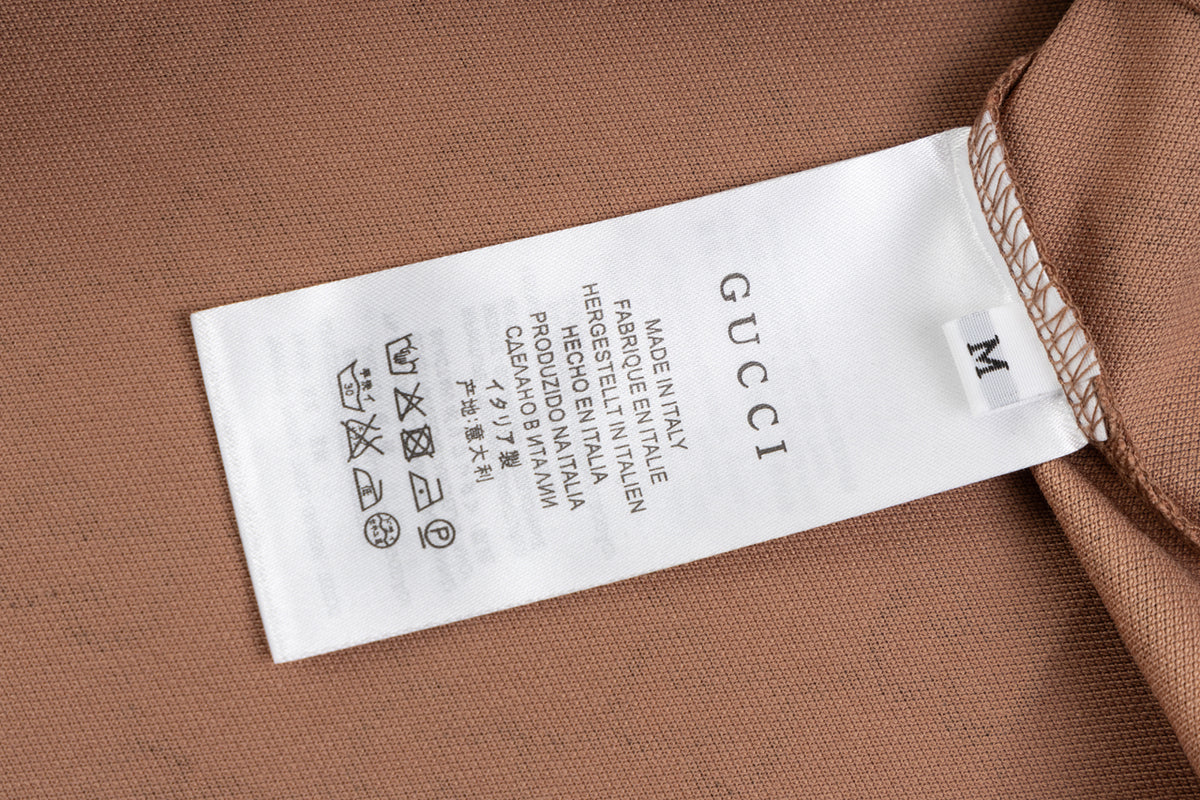 GUCCI
MADE IN ITALY
FABRIQUE EN ITALIE
HERGESTELLT IN ITALIEN
HECHO EN ITALIA
PRODUZIDO NA ITALIA
СДЕЛАНО В ИТАЛИИ
イタリア製
产地:意大利
P
30
M